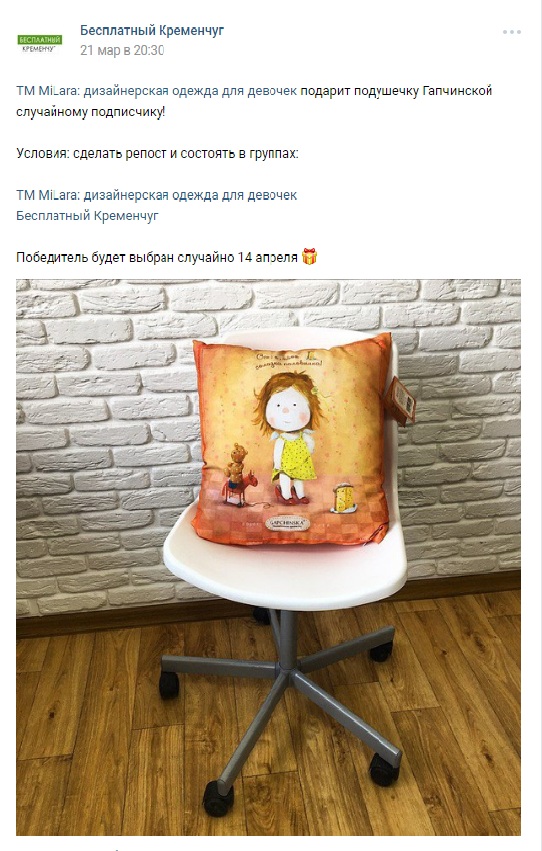 БЕСПЛАТНЫЙ
КРЕМЕНЧУГ
Бесплатный Кременчуг
21 мар в 20:30
ТМ MiLara: дизайнерская одежда для девочек подарит подушечку Гапчинской
случайному подписчику!
Условия: сделать репост и состоять в группах:
ТМ MiLara: дизайнерская одежда для девочек
Бесплатный Кременчуг
Победитель будет выбран случайно 14 апреля
GAPCHINSKA